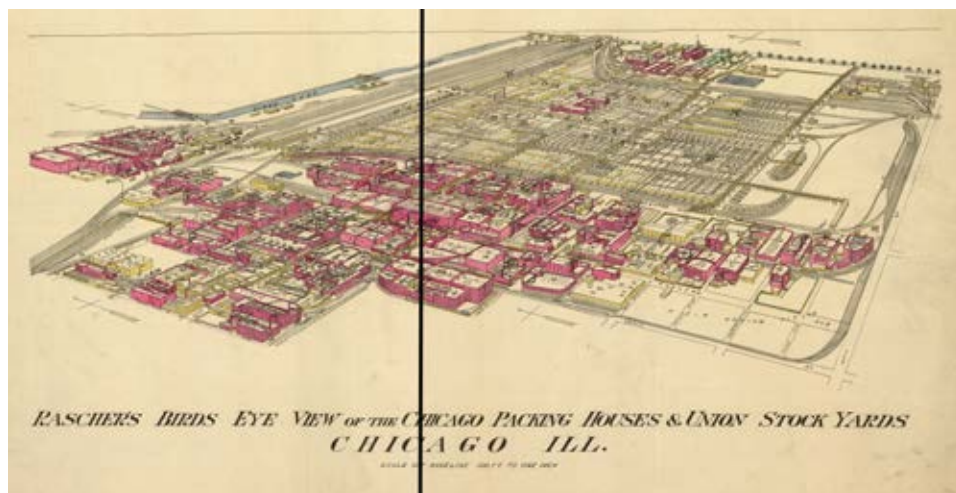 RASCHER'S BIRDS EYE VIEW OF THE CHICAGO PACKING HOUSES & UNION STOCK YARDS
CHICAGO ILL.